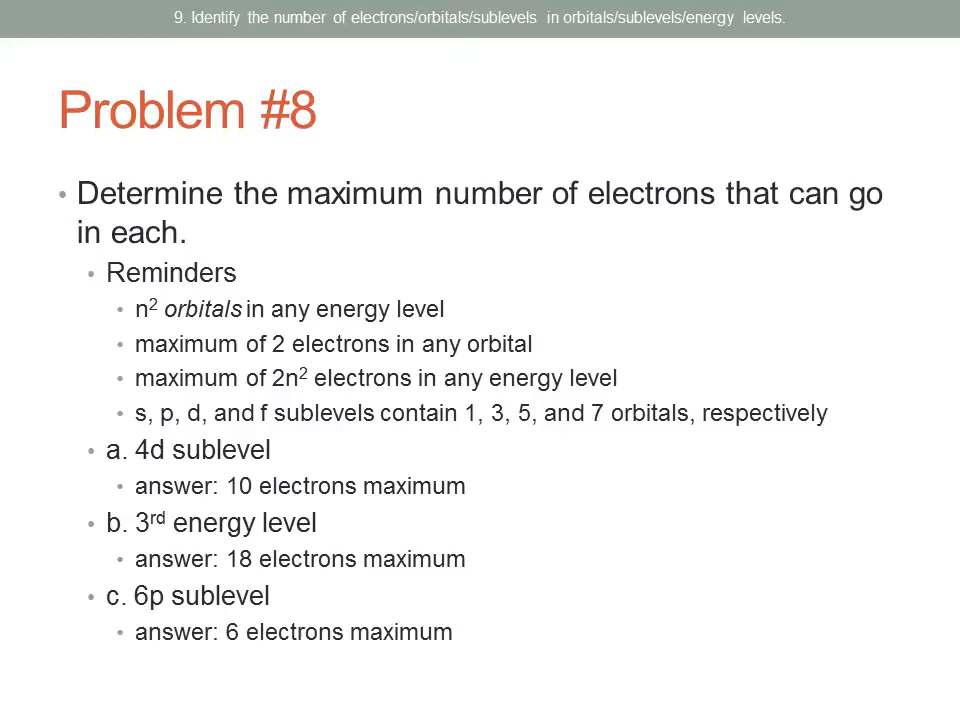 9. Identify the number of electrons/orbitals/sublevels in orbitals/sublevels/energy levels.
Problem #8
• Determine the maximum number of electrons that can go
in each.
• Reminders
• n² orbitals in any energy level
• maximum of 2 electrons in any orbital
• maximum of 2n² electrons in any energy level
• s, p, d, and f sublevels contain 1, 3, 5, and 7 orbitals, respectively
• a. 4d sublevel
• answer: 10 electrons maximum
• b. 3rd energy level
• answer: 18 electrons maximum
• c. 6p sublevel
• answer: 6 electrons maximum